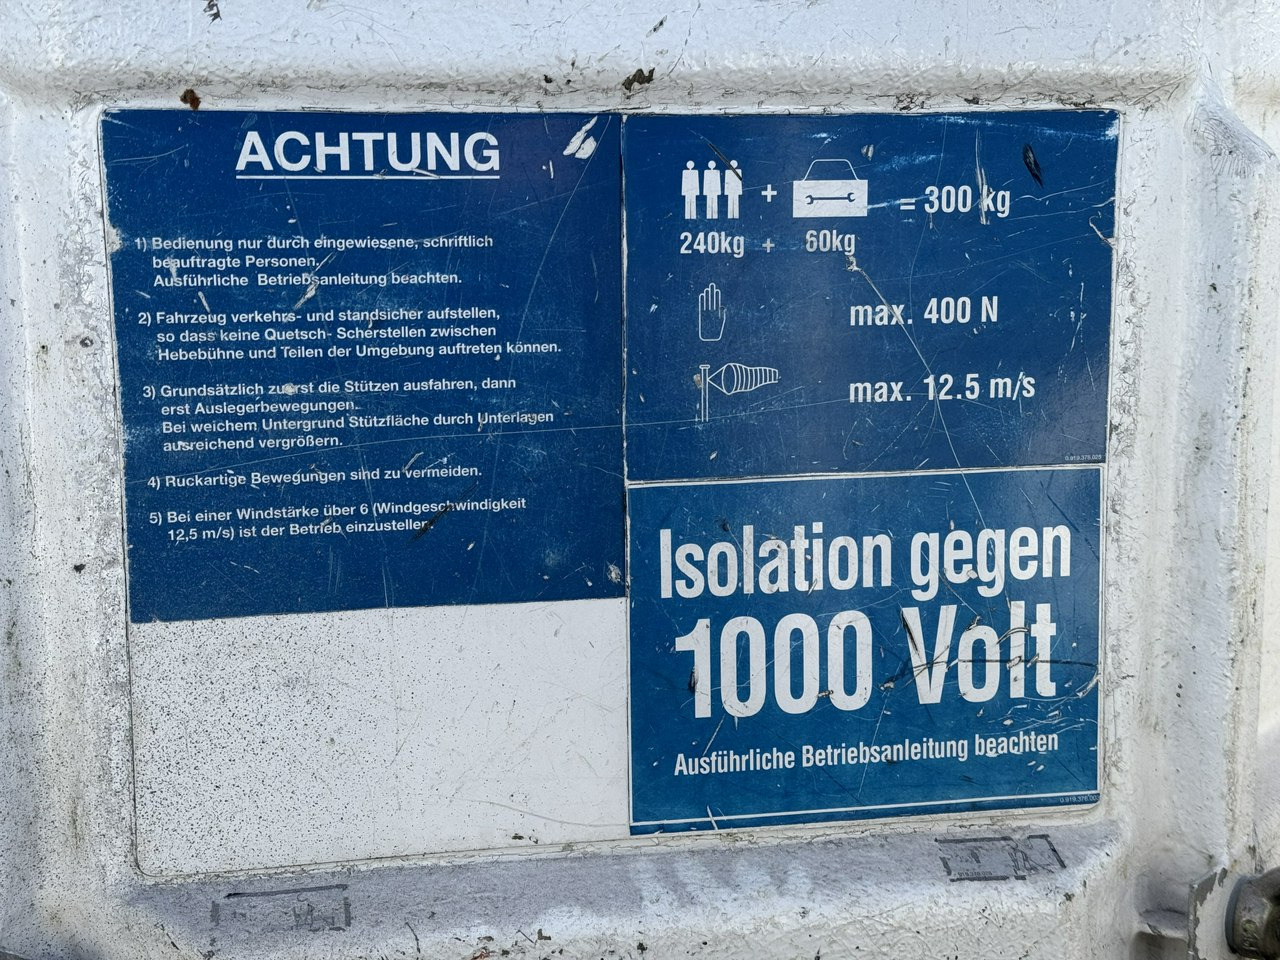 ACHTUNG
1) Bedienung nur durch eingewiesene, schriftlich
beauftragte Personen.
Ausführliche Betriebsanleitung beachten.
2) Fahrzeug verkehrs- und standsicher aufstellen,
so dass keine Quetsch- Scherstellen zwischen
Hebebühne und Teilen der Umgebung auftreten können.
3) Grundsätzlich zuerst die Stützen ausfahren, dann
erst Auslegerbewegungen.
Bei weichem Untergrund Stützfläche durch Unterlagen
ausreichend vergrößern.
4) Ruckartige Bewegungen sind zu vermeiden.
5) Bei einer Windstärke über 6 (Windgeschwindigkeit
12,5 m/s) ist der Betrieb einzustellen
+ = 300 kg
240kg + 60kg
max. 400 N
max. 12.5 m/s
Isolation gegen
1000 Volt
Ausführliche Betriebsanleitung beachten